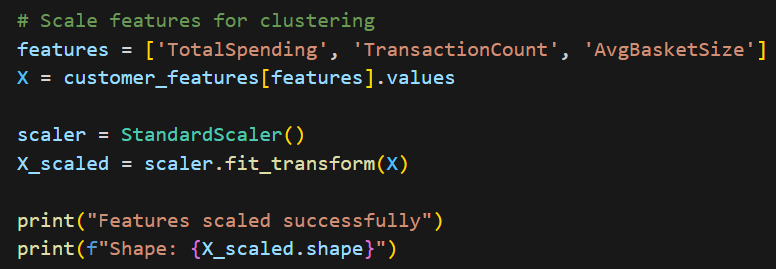 # Scale features for clustering
features = ['TotalSpending', 'TransactionCount', 'AvgBasketSize']
X = customer_features[features].values
scaler = StandardScaler()
X_scaled = scaler.fit_transform(X)
print("Features scaled successfully")
print(f"Shape: {X_scaled.shape}")